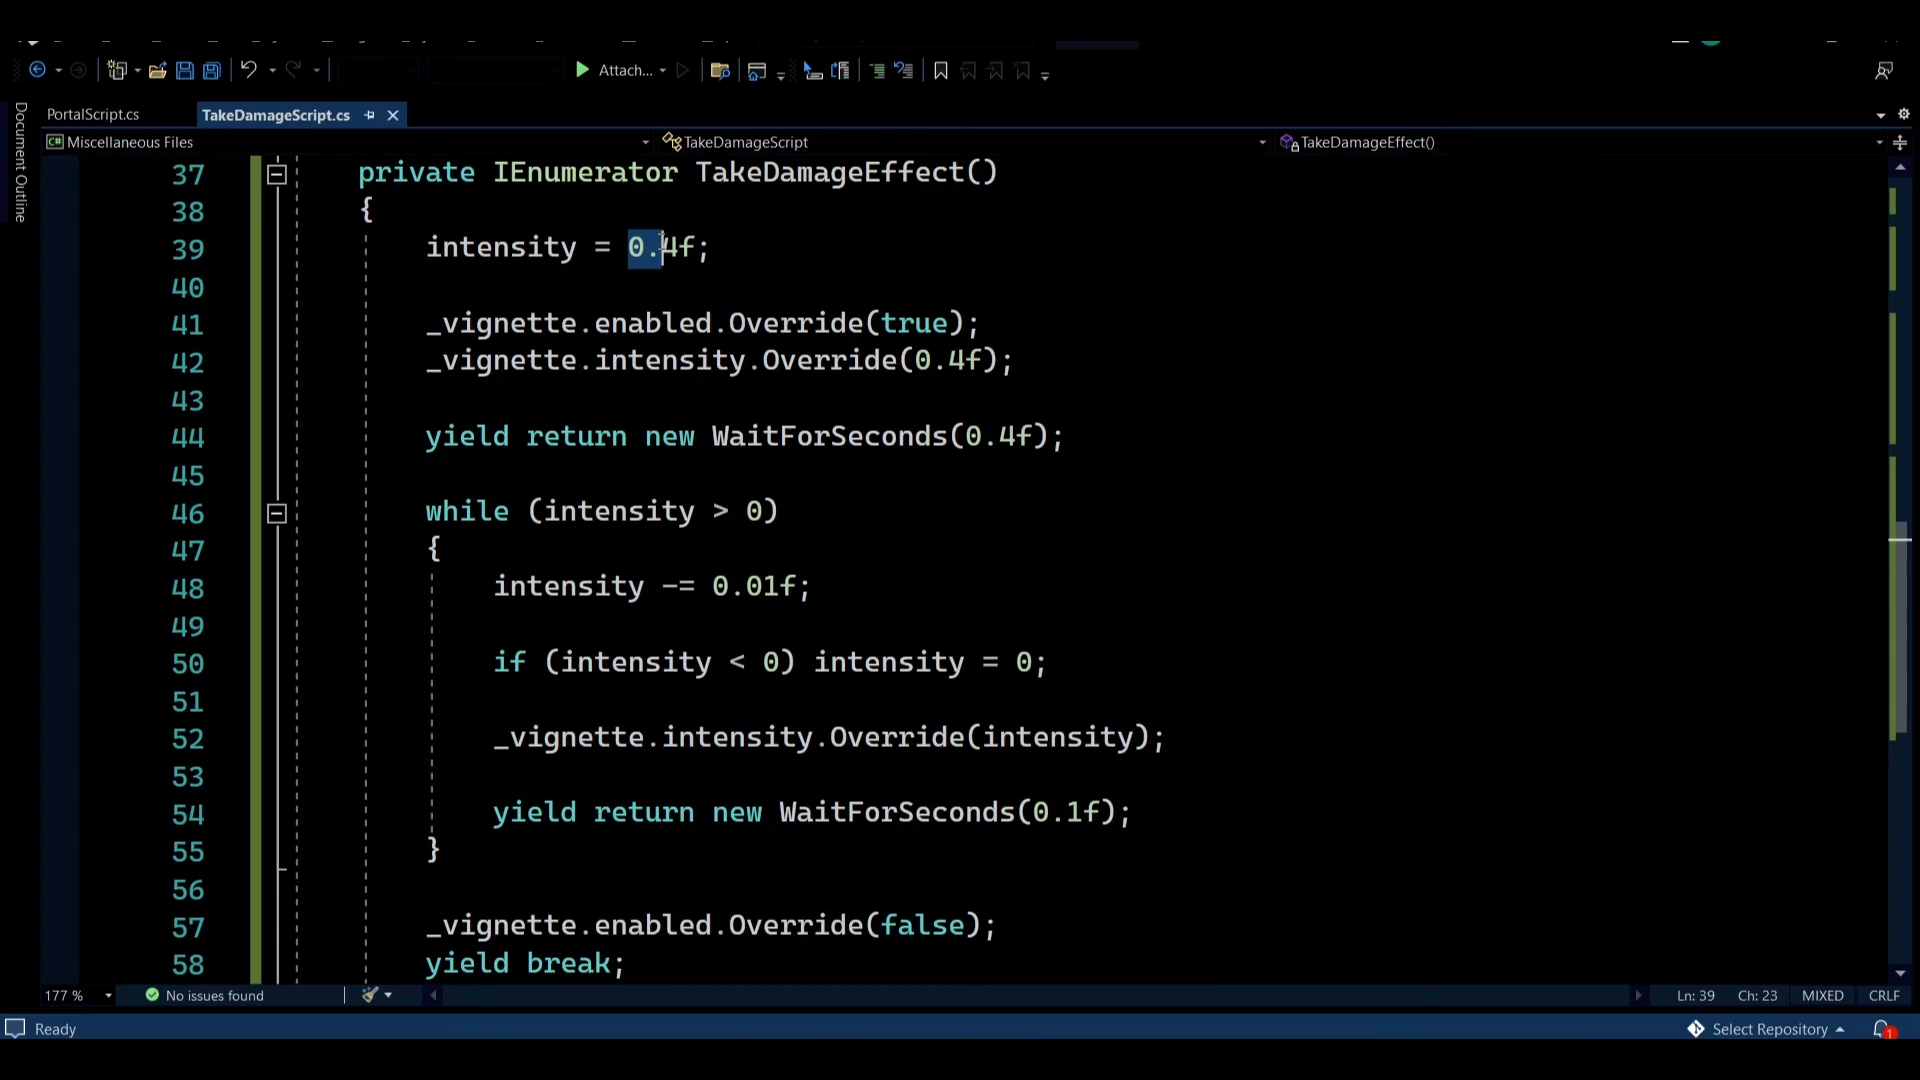 Attach...
Document Outline
PortalScript.cs
TakeDamageScript.cs
C# Miscellaneous Files
TakeDamageScript
TakeDamageEffect()
37 private IEnumerator TakeDamageEffect()
38 {
39 intensity = 0.4f;
40
41 _vignette.enabled.Override(true);
42 _vignette.intensity.Override(0.4f);
43
44 yield return new WaitForSeconds(0.4f);
45
46 while (intensity > 0)
47 {
48 intensity -= 0.01f;
49
50 if (intensity < 0) intensity = 0;
51
52 _vignette.intensity.Override(intensity);
53
54 yield return new WaitForSeconds(0.1f);
55 }
56
57 _vignette.enabled.Override(false);
58 yield break;
177 %
No issues found
Ln: 39
Ch: 23
MIXED
CRLF
Ready
Select Repository
1